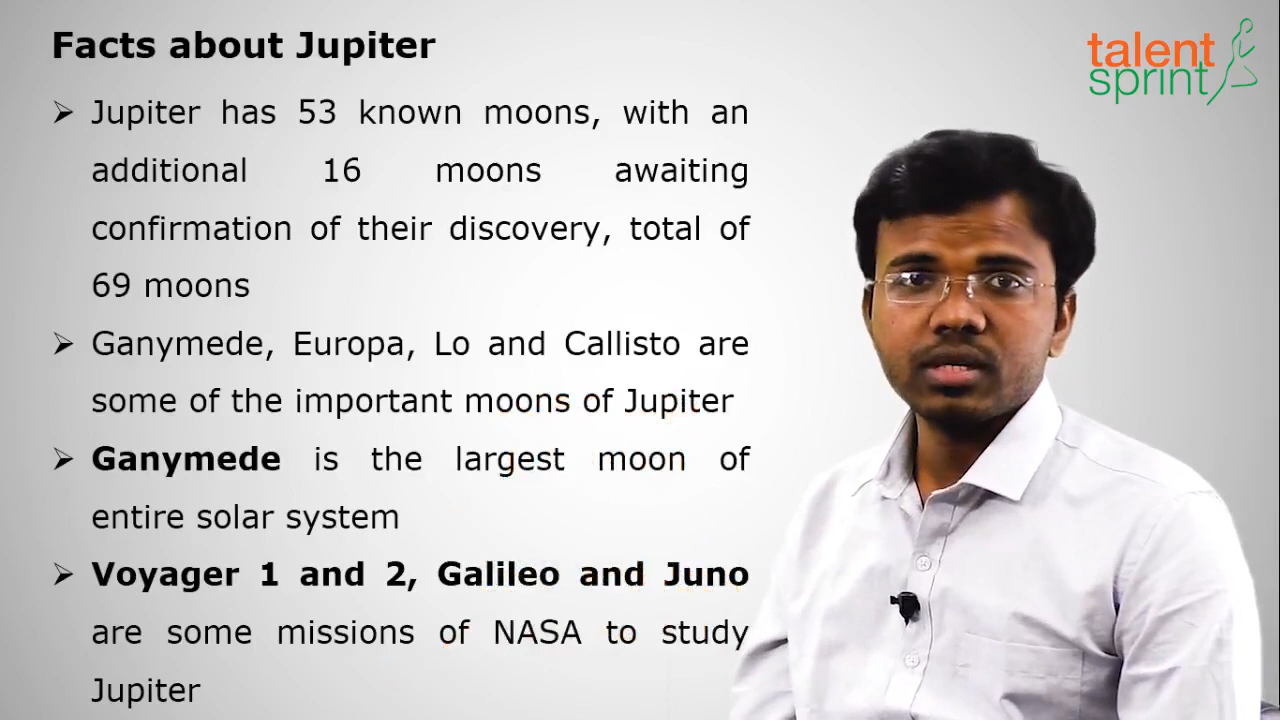 Facts about Jupiter
talent
sprint
➢ Jupiter has 53 known moons, with an
additional 16 moons awaiting
confirmation of their discovery, total of
69 moons
➢ Ganymede, Europa, Lo and Callisto are
some of the important moons of Jupiter
➢ Ganymede is the largest moon of
entire solar system
➢ Voyager 1 and 2, Galileo and Juno
are some missions of NASA to study
Jupiter